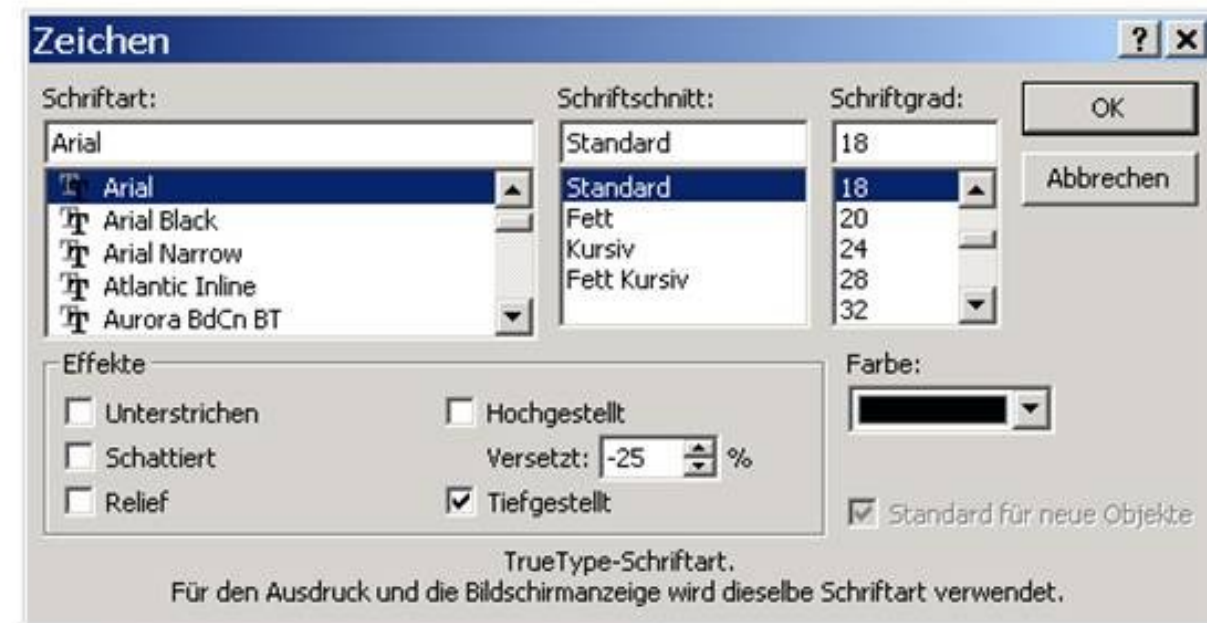 Zeichen
Schriftart:
Arial
Arial
Arial Black
Arial Narrow
Atlantic Inline
Aurora BdCn BT
Schriftschnitt:
Standard
Standard
Fett
Kursiv
Fett Kursiv
Schriftgrad:
18
18
20
24
28
32
OK
Abbrechen
Effekte
Unterstrichen
Schattiert
Relief
Hochgestellt
Versetzt: -25 %
Tiefgestellt
Farbe:
Standard für neue Objekte
TrueType-Schriftart.
Für den Ausdruck und die Bildschirmanzeige wird dieselbe Schriftart verwendet.